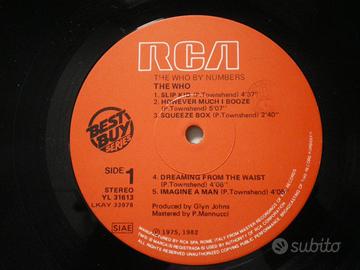 RCA
THE WHO BY NUMBERS
THE WHO
1. SLIP KID (P.Townshend) 4'37"
2. HOWEVER MUCH I BOOZE
(P.Townshend) 5'07"
3. SQUEEZE BOX (P.Townshend) 2'40"
BEST
BUY
SERIES
SIDE 1
STEREO
YL 31613
LKAY 33076
4. DREAMING FROM THE WAIST
(P.Townshend) 4'06"
5. IMAGINE A MAN (P.Townshend) 4'05"
Produced by Glyn Johns
Mastered by P.Mannucci
SIAE
℗ 1975, 1982
subito